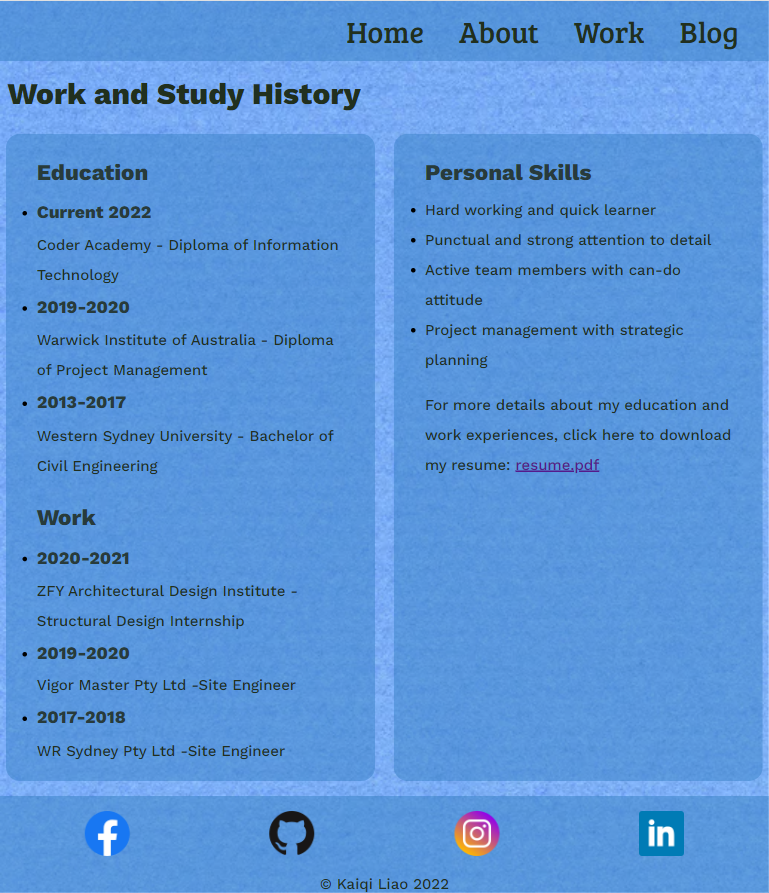 Home About Work Blog
Work and Study History
Education
Current 2022
Coder Academy - Diploma of Information
Technology
2019-2020
Warwick Institute of Australia - Diploma
of Project Management
2013-2017
Western Sydney University - Bachelor of
Civil Engineering
Work
2020-2021
ZFY Architectural Design Institute -
Structural Design Internship
2019-2020
Vigor Master Pty Ltd -Site Engineer
2017-2018
WR Sydney Pty Ltd -Site Engineer
Personal Skills
Hard working and quick learner
Punctual and strong attention to detail
Active team members with can-do
attitude
Project management with strategic
planning
For more details about my education and
work experiences, click here to download
my resume: resume.pdf
© Kaiqi Liao 2022